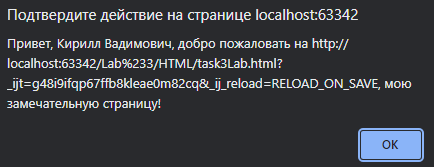 Подтвердите действие на странице localhost:63342
Привет, Кирилл Вадимович, добро пожаловать на http://
localhost:63342/Lab%233/HTML/task3Lab.html?
_ijt=g48i9ifqp67ffb8kleae0m82cq&_ij_reload=RELOAD_ON_SAVE, мою
замечательную страницу!
ОК